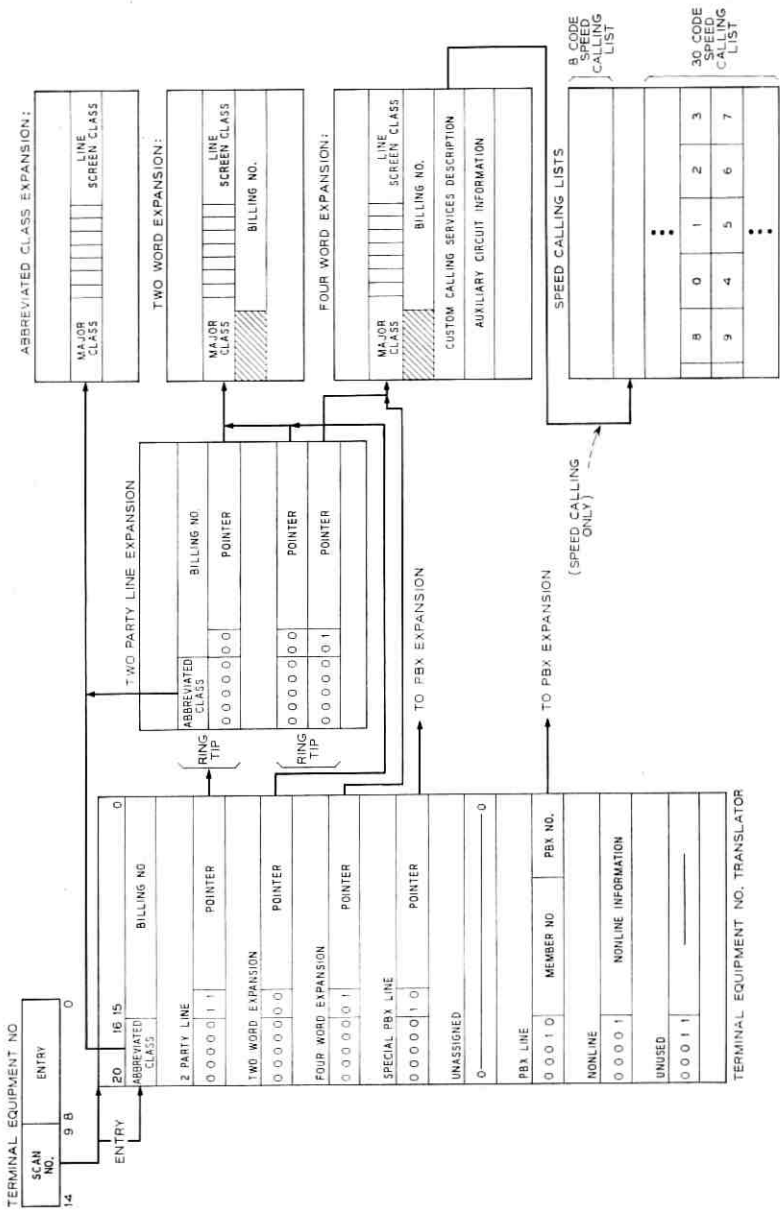 TERMINAL EQUIPMENT NO
SCAN NO.
ENTRY
14
9 8
0
ENTRY
20
16 15
0
ABBREVIATED CLASS
BILLING NO
2 PARTY LINE
0 0 0 0 0 1 1
POINTER
TWO WORD EXPANSION
0 0 0 0 0 0 0
POINTER
FOUR WORD EXPANSION
0 0 0 0 0 0 1
POINTER
SPECIAL PBX LINE
0 0 0 0 0 1 0
POINTER
UNASSIGNED
0
0
PBX LINE
0 0 0 1 0
MEMBER NO.
PBX NO.
NONLINE
0 0 0 0 1
NONLINE INFORMATION
UNUSED
0 0 0 1 1
TERMINAL EQUIPMENT NO. TRANSLATOR
RING
TIP
RING
TIP
TO PBX EXPANSION
TO PBX EXPANSION
TWO PARTY LINE EXPANSION
ABBREVIATED CLASS
BILLING NO.
0 0 0 0 0 0 0
POINTER
0 0 0 0 0 0 0
POINTER
0 0 0 0 0 0 1
POINTER
ABBREVIATED CLASS EXPANSION:
MAJOR CLASS
LINE SCREEN CLASS
TWO WORD EXPANSION:
MAJOR CLASS
LINE SCREEN CLASS
BILLING NO.
FOUR WORD EXPANSION:
MAJOR CLASS
LINE SCREEN CLASS
BILLING NO.
CUSTOM CALLING SERVICES DESCRIPTION
AUXILIARY CIRCUIT INFORMATION
(SPEED CALLING ONLY)
SPEED CALLING LISTS
8 CODE SPEED CALLING LIST
30 CODE SPEED CALLING LIST
8 0 1 2 3
9 4 5 6 7